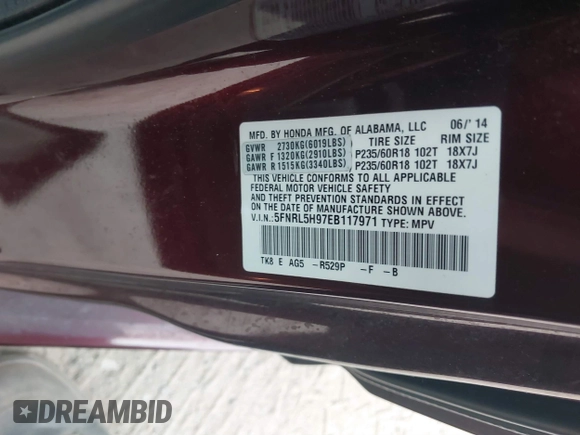 MFD. BY HONDA MFG. OF ALABAMA, LLC 06/'14
GVWR 2730KG(6019LBS) TIRE SIZE RIM SIZE
GAWR F 1320KG(2910LBS) P235/60R18 102T 18X7J
GAWR R 1515KG(3340LBS) P235/60R18 102T 18X7J
THIS VEHICLE CONFORMS TO ALL APPLICABLE
FEDERAL MOTOR VEHICLE SAFETY
AND THEFT PREVENTION STANDARDS IN EFFECT
ON THE DATE OF MANUFACTURE SHOWN ABOVE.
V.I.N.:5FNRL5H97EB117971 TYPE: MPV
TK8 E AG5 -R529P -F -B
DREAMBID